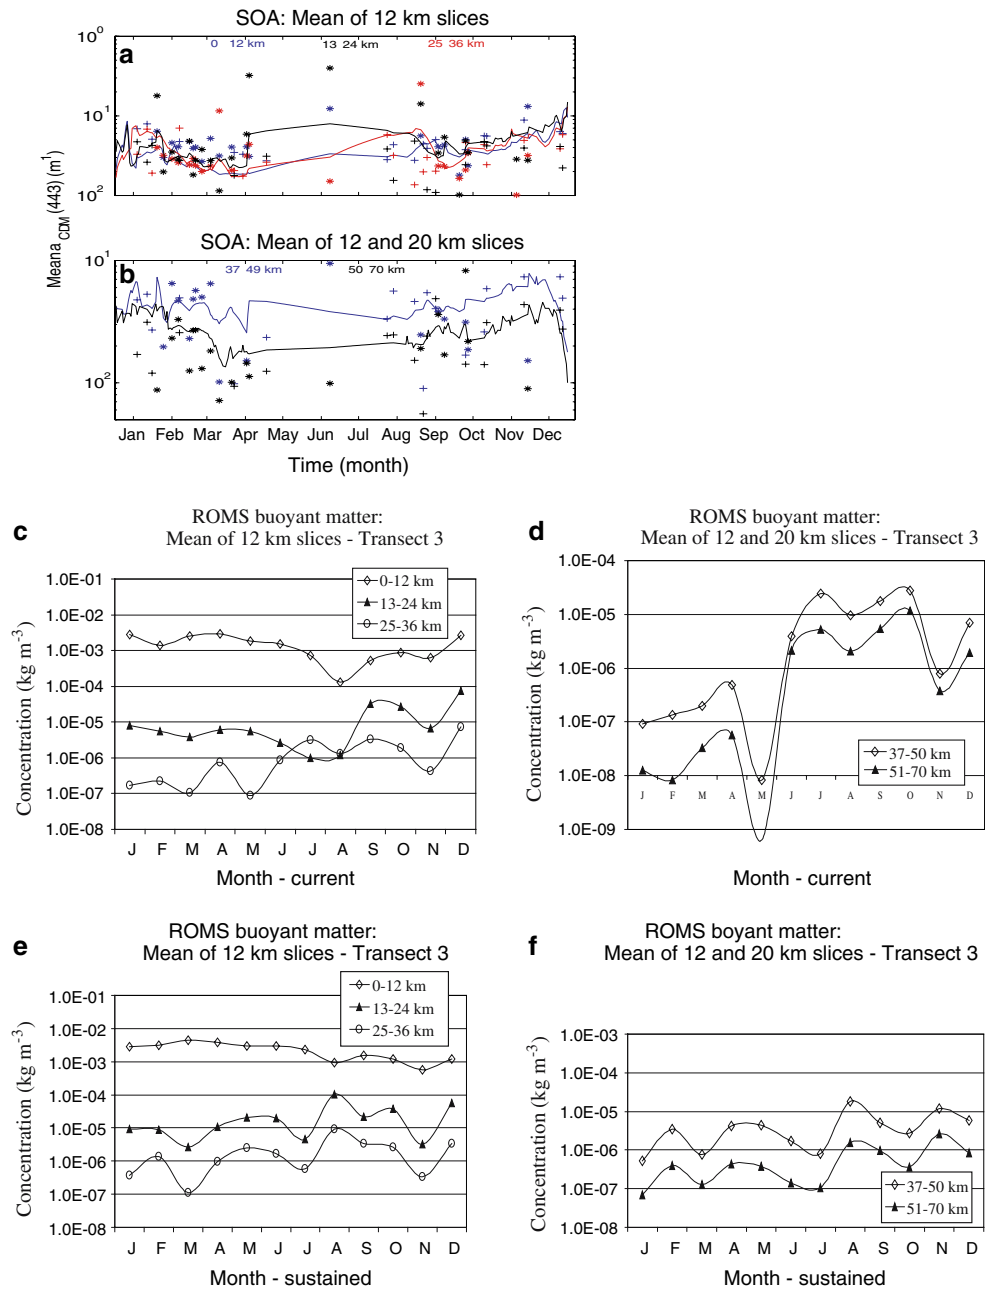 SOA: Mean of 12 km slices
a
0 12 km
13 24 km
25 36 km
10⁰
10¹
10²
Meana CDM (443) (m¹)
SOA: Mean of 12 and 20 km slices
b
37 49 km
50 70 km
10¹
10²
Jan Feb Mar Apr May Jun Jul Aug Sep Oct Nov Dec
Time (month)
c
ROMS buoyant matter:
Mean of 12 km slices - Transect 3
0-12 km
13-24 km
25-36 km
1.0E-01
1.0E-02
1.0E-03
1.0E-04
1.0E-05
1.0E-06
1.0E-07
1.0E-08
Concentration (kg m⁻³)
J F M A M J J A S O N D
Month - current
d
ROMS buoyant matter:
Mean of 12 and 20 km slices - Transect 3
1.0E-04
1.0E-05
1.0E-06
1.0E-07
1.0E-08
1.0E-09
Concentration (kg m⁻³)
37-50 km
51-70 km
J F M A M J J A S O N D
Month - current
e
ROMS buoyant matter:
Mean of 12 km slices - Transect 3
0-12 km
13-24 km
25-36 km
1.0E-01
1.0E-02
1.0E-03
1.0E-04
1.0E-05
1.0E-06
1.0E-07
1.0E-08
Concentration (kg m⁻³)
J F M A M J J A S O N D
Month - sustained
f
ROMS boyant matter:
Mean of 12 and 20 km slices - Transect 3
1.0E-03
1.0E-04
1.0E-05
1.0E-06
1.0E-07
1.0E-08
Concentration (kg m⁻³)
37-50 km
51-70 km
J F M A M J J A S O N D
Month - sustained